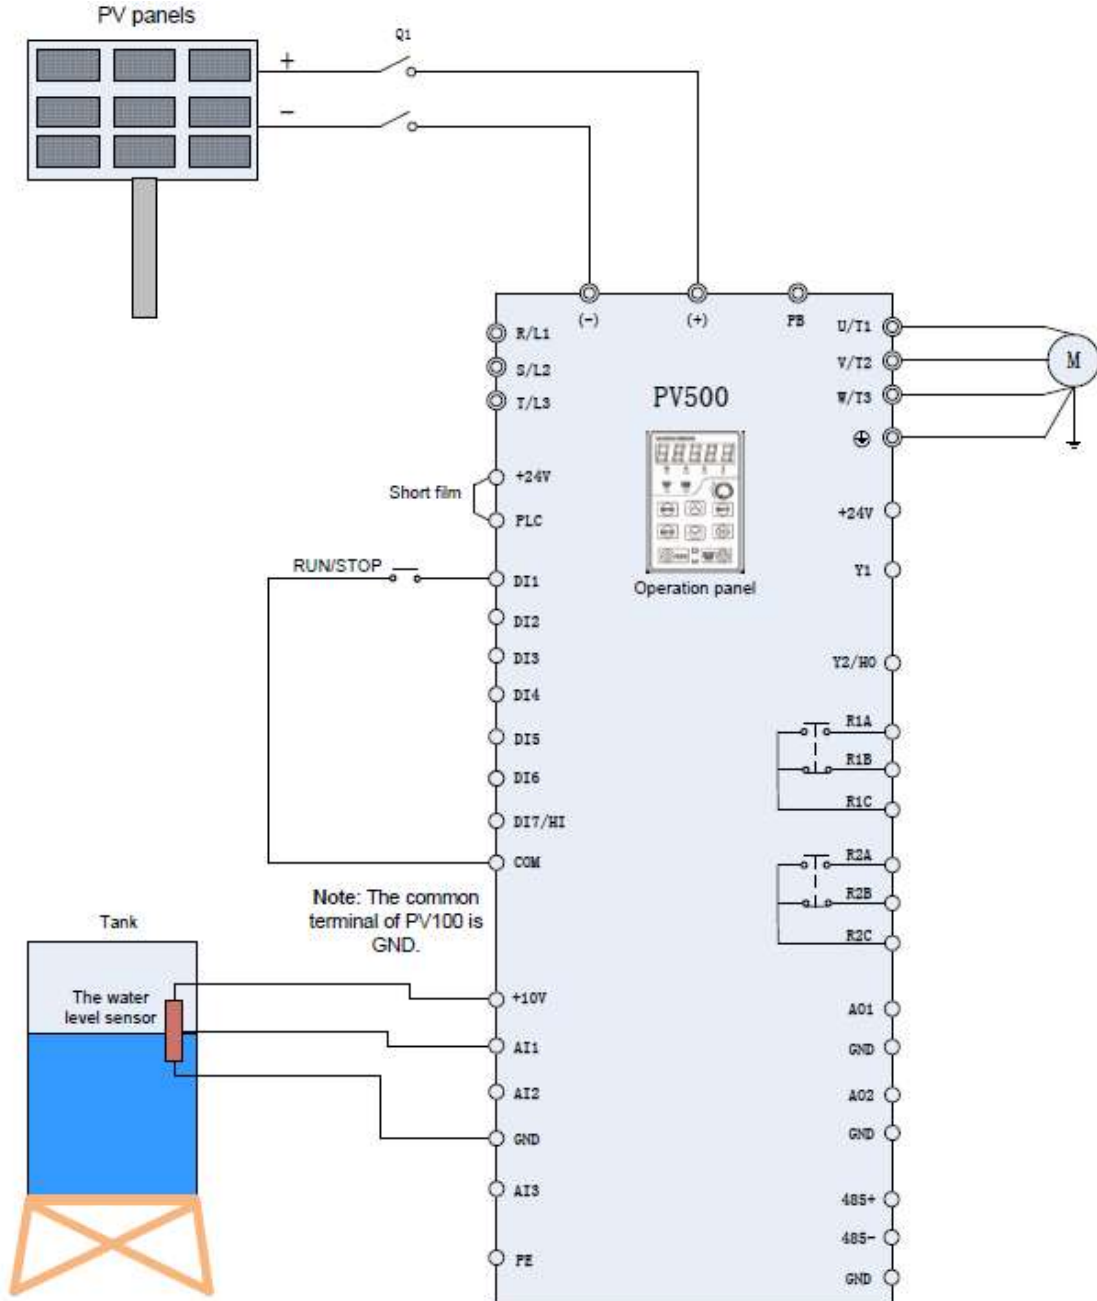 PV panels
Q1
+
−
(-)
(+)
PB
R/L1
S/L2
T/L3
U/T1
V/T2
W/T3
M
PV500
+24V
Short film
PLC
Operation panel
+24V
Y1
RUN/STOP
DI1
DI2
DI3
DI4
DI5
DI6
DI7/HI
COM
Y2/HO
R1A
R1B
R1C
R2A
R2B
R2C
Note: The common
terminal of PV100 is
GND.
Tank
The water
level sensor
+10V
AI1
AI2
GND
AI3
PE
AO1
GND
AO2
GND
485+
485-
GND